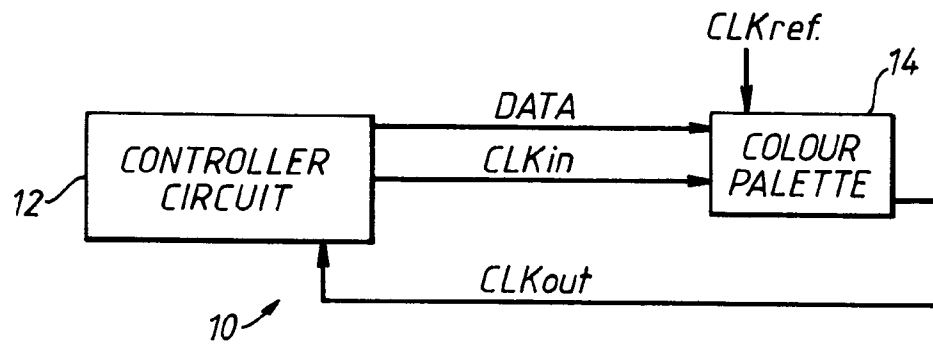 CLKref.
14
DATA
COLOUR
PALETTE
CONTROLLER
CIRCUIT
CLKin
12
CLKout
10